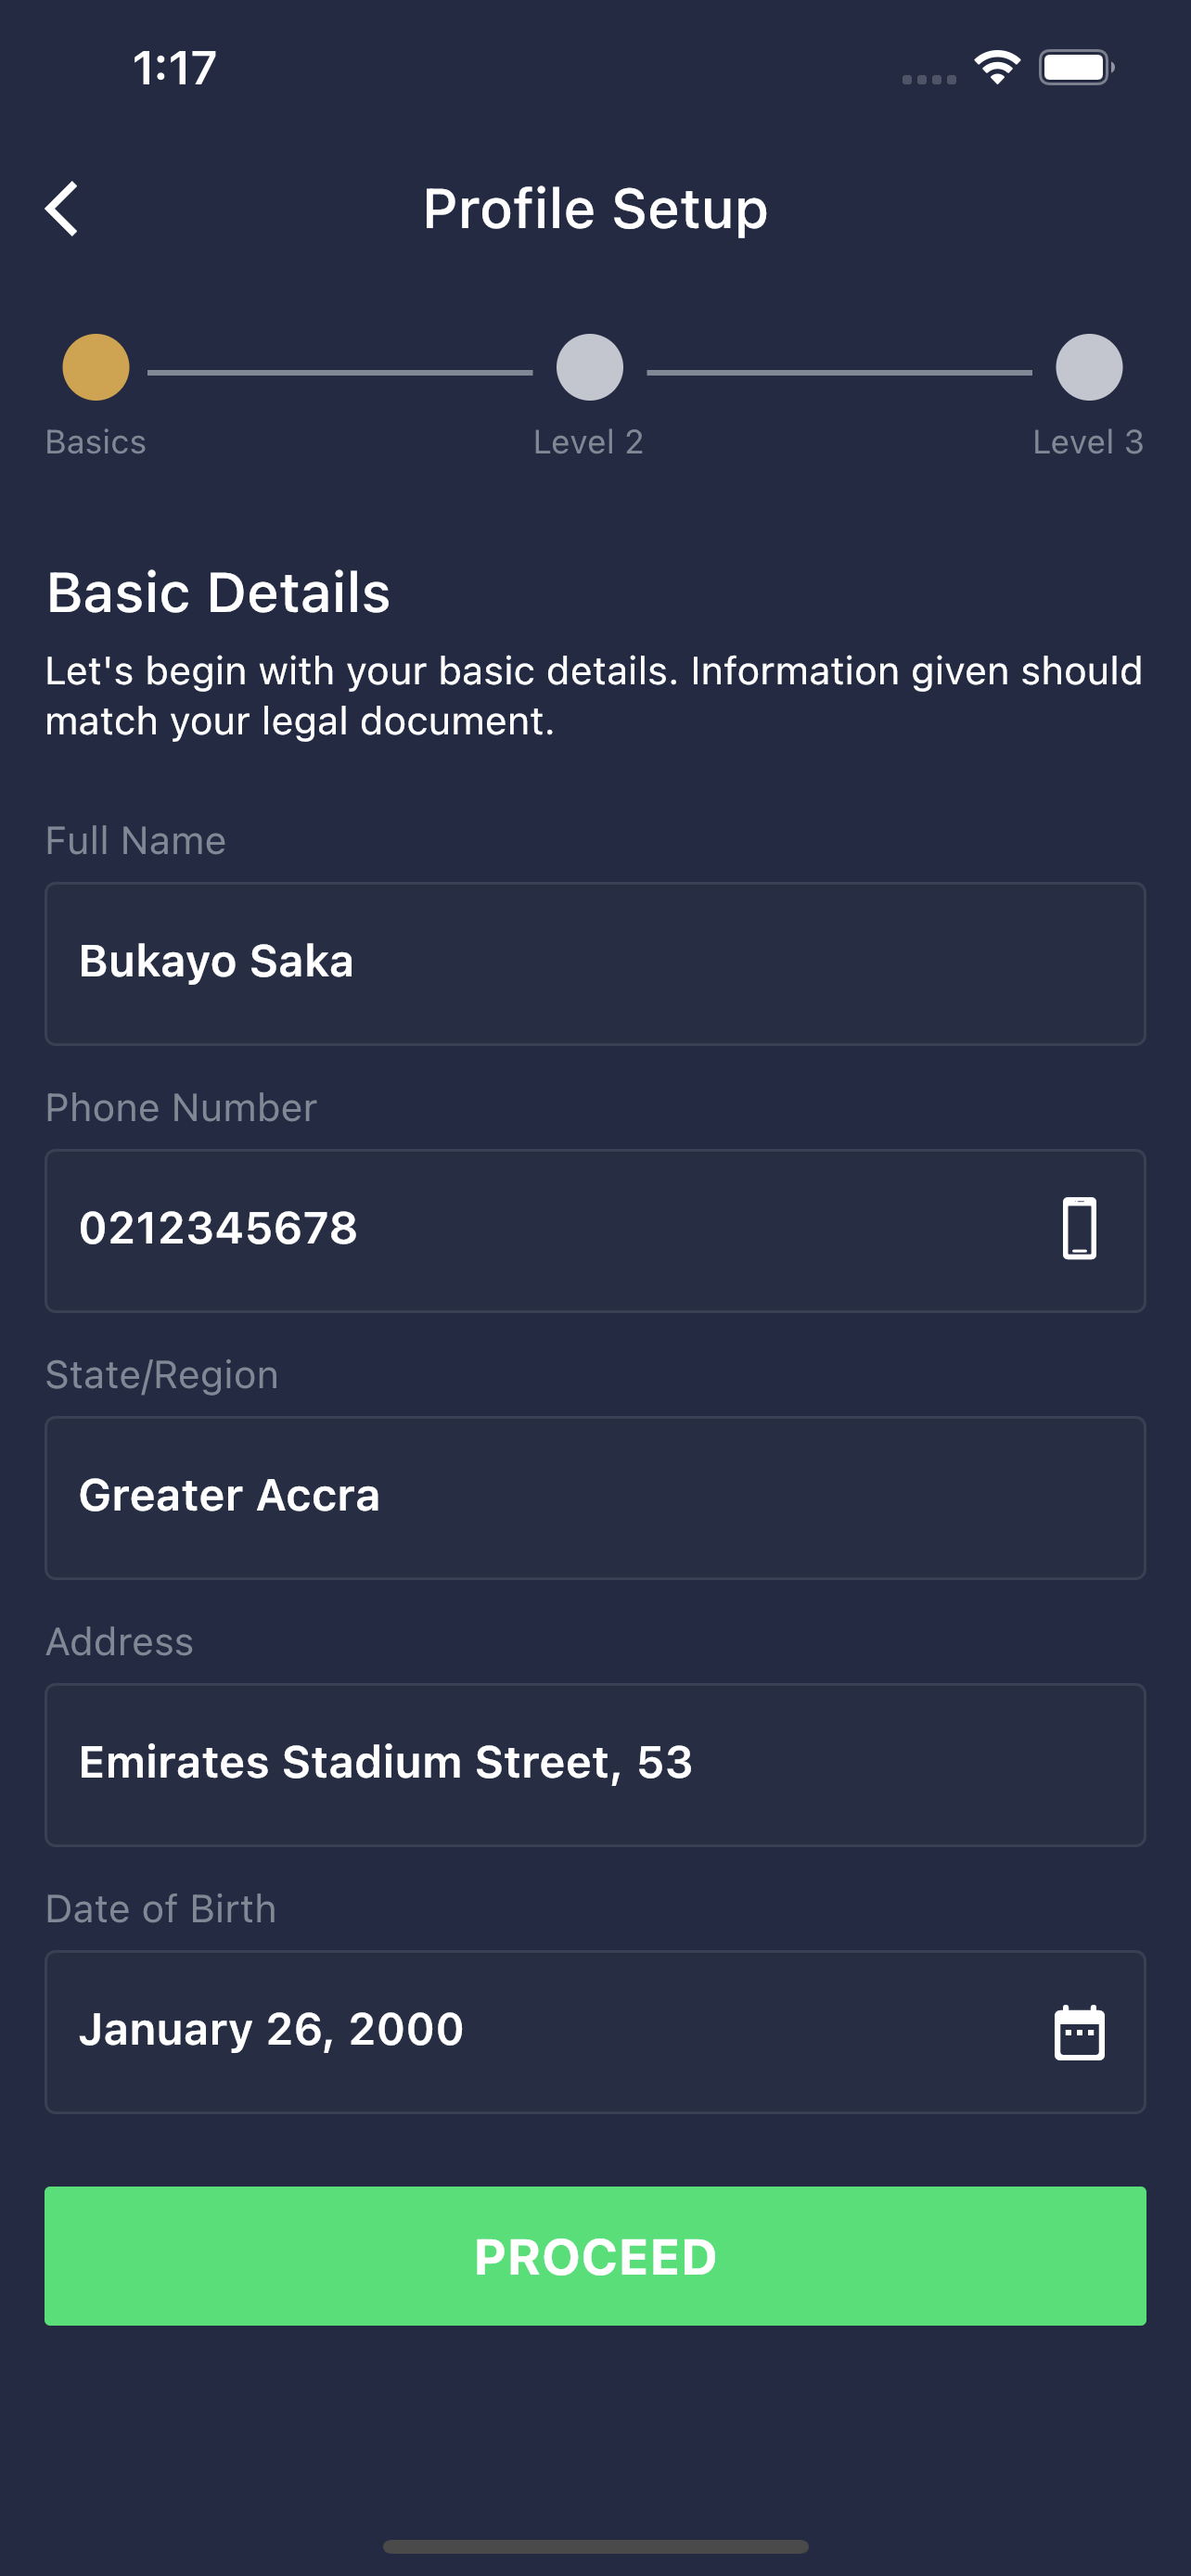 1:17
Profile Setup
Basics
Level 2
Level 3
Basic Details
Let's begin with your basic details. Information given should
match your legal document.
Full Name
Bukayo Saka
Phone Number
0212345678
State/Region
Greater Accra
Address
Emirates Stadium Street, 53
Date of Birth
January 26, 2000
PROCEED